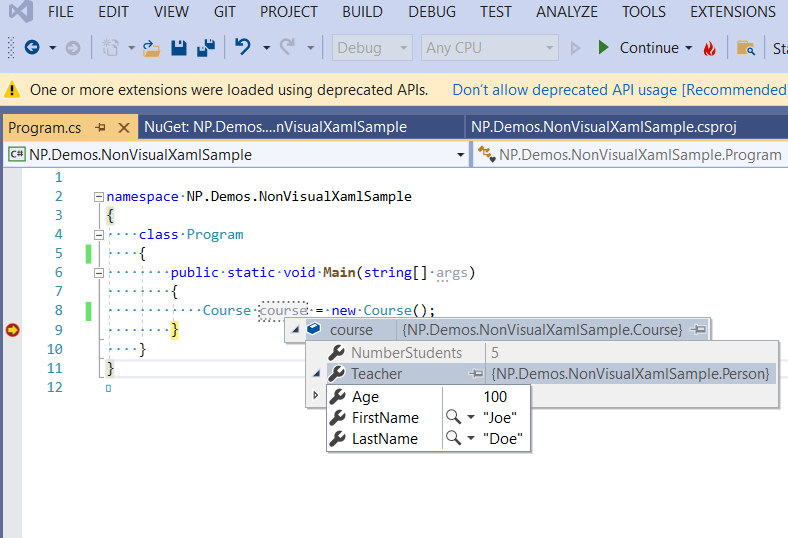 FILE EDIT VIEW GIT PROJECT BUILD DEBUG TEST ANALYZE TOOLS EXTENSIONS
Debug Any CPU Continue
One or more extensions were loaded using deprecated APIs. Don't allow deprecated API usage [Recommended
Program.cs NuGet: NP.Demos....nVisualXamlSample NP.Demos.NonVisualXamlSample.csproj
C# NP.Demos.NonVisualXamlSample NP.Demos.NonVisualXamlSample.Program
1
2 namespace·NP.Demos.NonVisualXamlSample
3 {
4 ····class·Program
5 ····{
6 ········public·static·void·Main(string[]·args)
7 ········{
8 ············Course·course·=·new·Course();
9 ········}
course {NP.Demos.NonVisualXamlSample.Course}
10 ····}
NumberStudents 5
11 }
Teacher {NP.Demos.NonVisualXamlSample.Person}
12
Age 100
FirstName "Joe"
LastName "Doe"